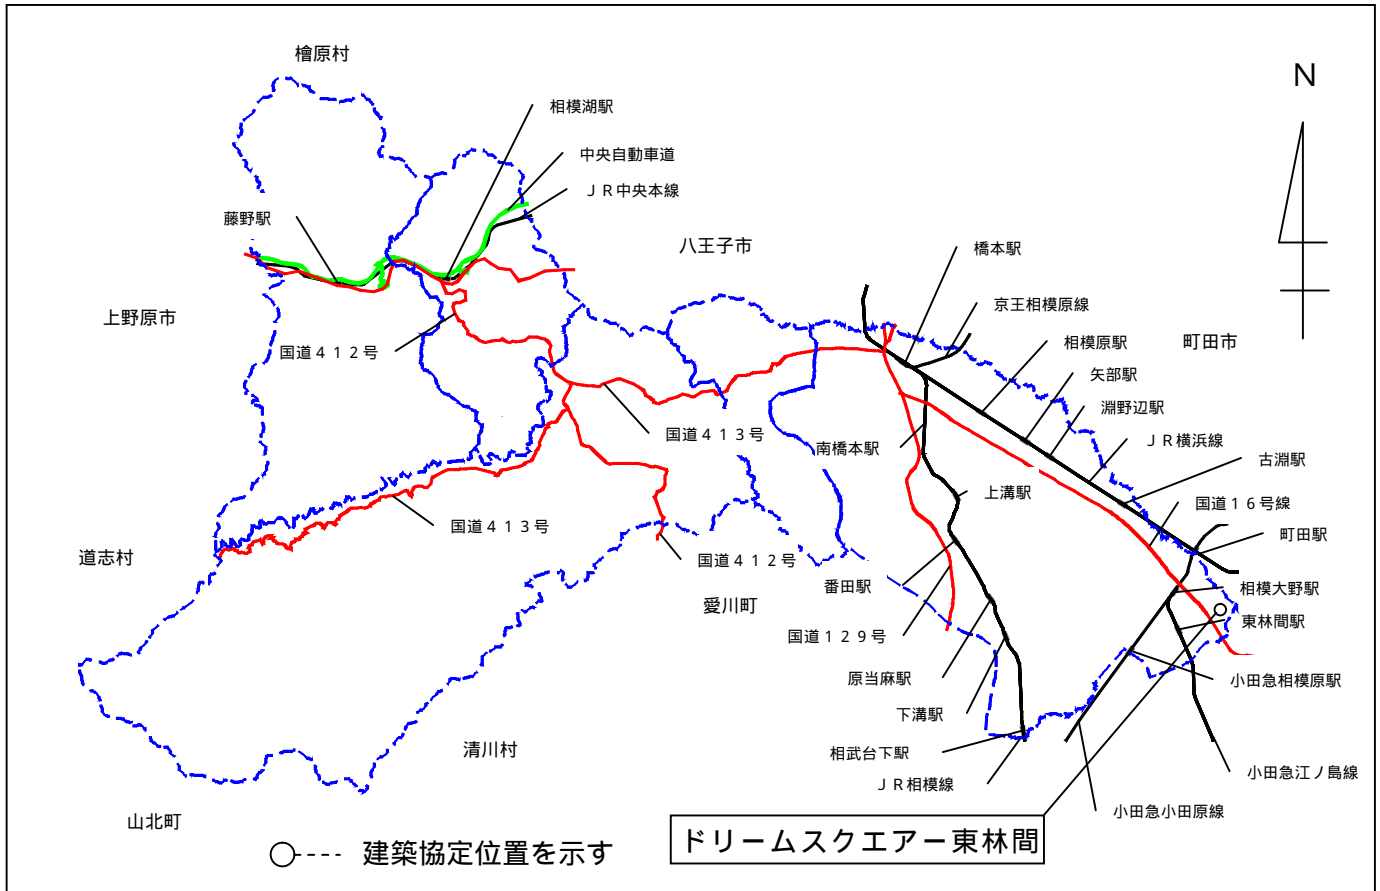 檜原村
N
相模湖駅
中央自動車道
ＪＲ中央本線
藤野駅
八王子市
橋本駅
京王相模原線
上野原市
相模原駅
町田市
国道４１２号
矢部駅
淵野辺駅
国道４１３号
南橋本駅
ＪＲ横浜線
古淵駅
上溝駅
国道１６号線
国道４１３号
町田駅
道志村
国道４１２号
番田駅
相模大野駅
愛川町
東林間駅
国道１２９号
原当麻駅
小田急相模原駅
下溝駅
清川村
相武台下駅
小田急江ノ島線
ＪＲ相模線
小田急小田原線
山北町
ドリームスクエアー東林間
建築協定位置を示す